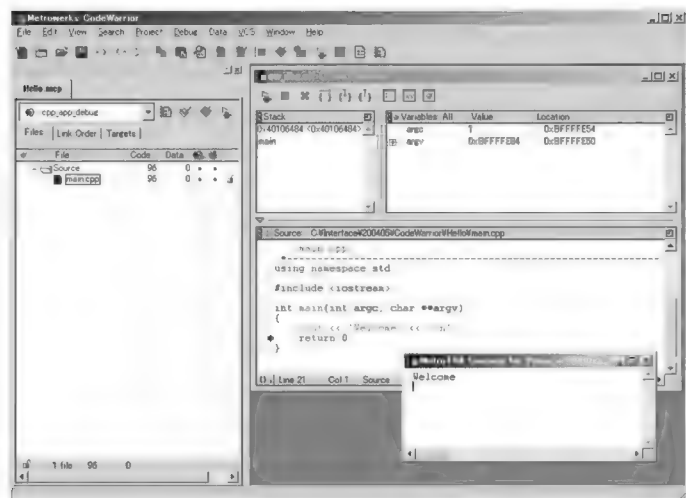 Metrowerks CodeWarrior
File Edit View Search Project Debug Data VCS Window Help
Hello.mcp
cpp_app_debug
Files Link Order Targets
File Code Data
Source 96 0
main.cpp 96 0
1 file 96 0
Stack
0x40106484 <0x40106484>
main
Variables: All Value Location
argc 1 0xBFFFFE54
argv 0xBFFFFE84 0xBFFFFE50
Source: C:¥Interface¥200405¥CodeWarrior¥Hello¥main.cpp
using namespace std
#include <iostream>
int main(int argc, char **argv)
{
<< "Welcome <<
return 0
}
Line 21 Col 1 Source
Welcome